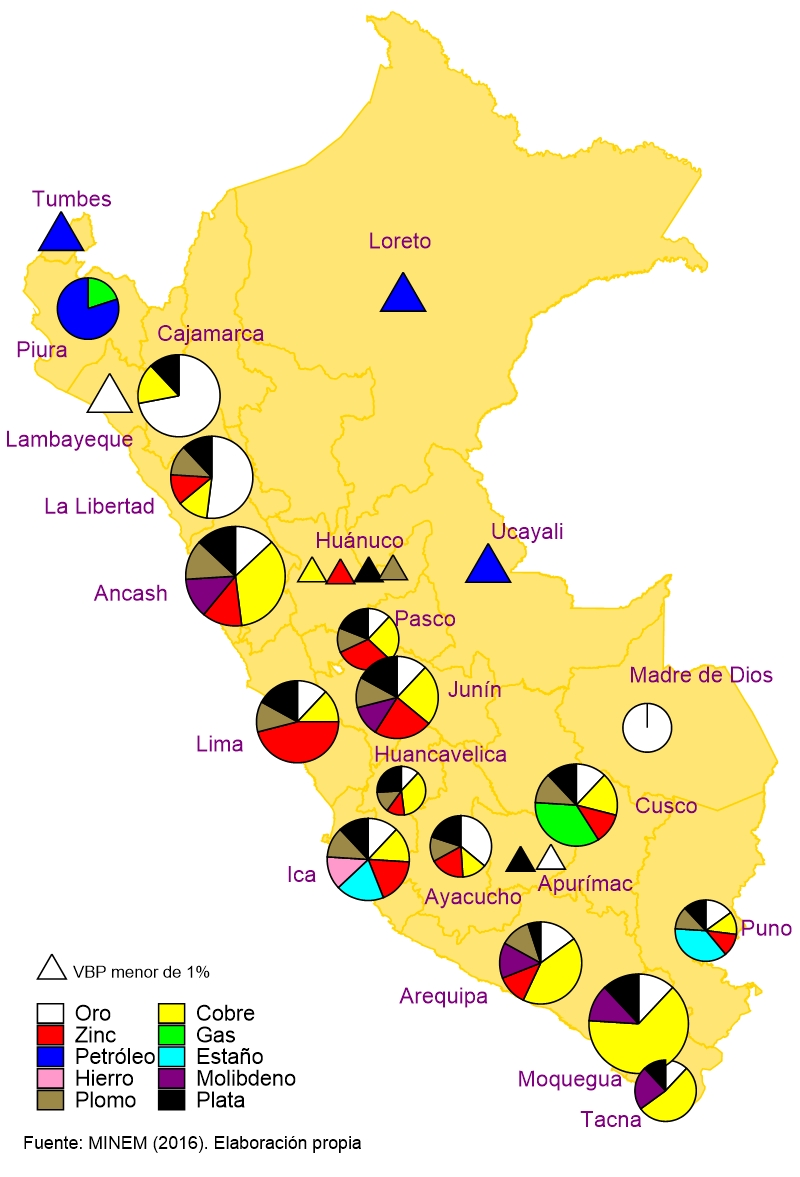 Tumbes
Loreto
Cajamarca
Piura
Lambayeque
La Libertad
Ucayali
Huánuco
Ancash
Pasco
Madre de Dios
Junín
Lima
Huancavelica
Cusco
Ica
Apurímac
Ayacucho
Puno
Arequipa
Moquegua
Tacna
VBP menor de 1%
Oro Cobre
Zinc Gas
Petróleo Estaño
Hierro Molibdeno
Plomo Plata
Fuente: MINEM (2016). Elaboración propia